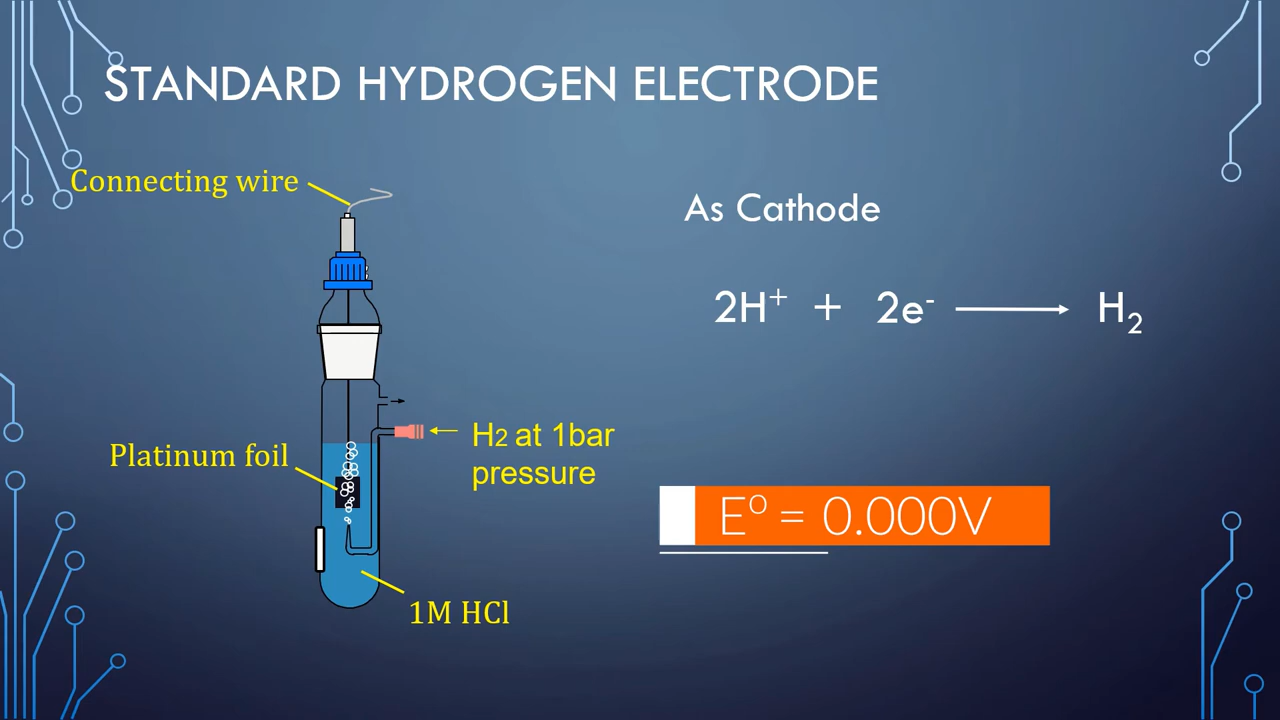 STANDARD HYDROGEN ELECTRODE
Connecting wire
As Cathode
2H⁺ + 2e⁻ ⟶ H₂
Platinum foil
H2 at 1bar
pressure
E⁰ = 0.000V
1M HCl